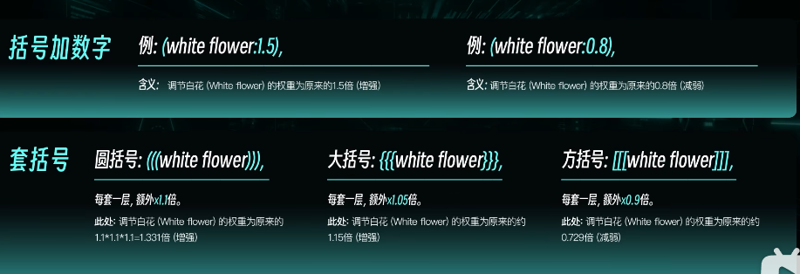 括号加数字
例: (white flower:1.5),
含义: 调节白花 (White flower) 的权重为原来的1.5倍 (增强)
例: (white flower:0.8),
含义: 调节白花 (White flower) 的权重为原来的0.8倍 (减弱)
套括号
圆括号: (((white flower))),
每套一层, 额外x1.1倍。
此处: 调节白花 (White flower) 的权重为原来的
1.1*1.1*1.1=1.331倍 (增强)
大括号: {{{white flower}}},
每套一层, 额外x1.05倍。
此处: 调节白花 (White flower) 的权重为原来的约
1.15倍 (增强)
方括号: [[[white flower]]],
每套一层, 额外x0.9倍。
此处: 调节白花 (White flower) 的权重为原来的约
0.729倍 (减弱)